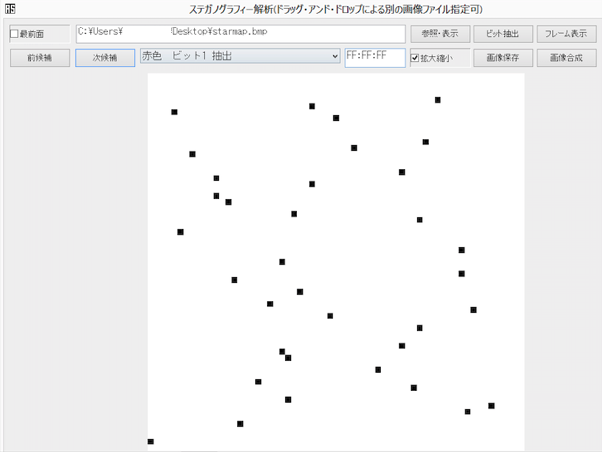 ステガノグラフィー解析(ドラッグ・アンド・ドロップによる別の画像ファイル指定可)
最前面 C:¥Users¥ ¥Desktop¥starmap.bmp 参照・表示 ビット抽出 フレーム表示
前候補 次候補 赤色 ビット1 抽出 FF:FF:FF 拡大縮小 画像保存 画像合成